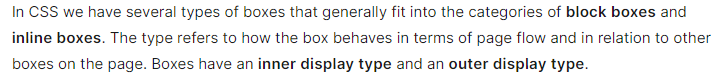 In CSS we have several types of boxes that generally fit into the categories of block boxes and
inline boxes. The type refers to how the box behaves in terms of page flow and in relation to other
boxes on the page. Boxes have an inner display type and an outer display type.